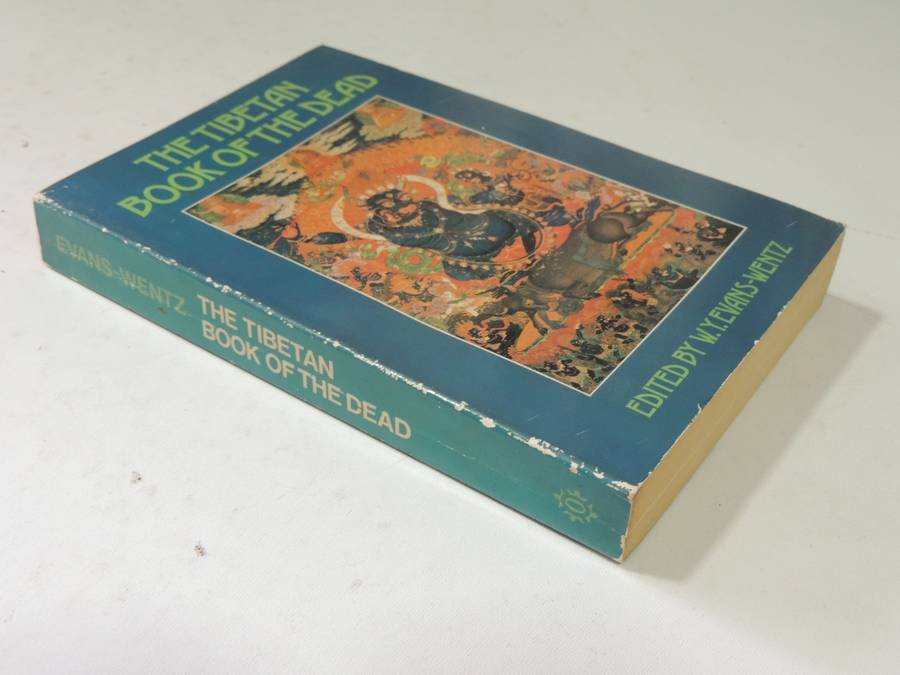 THE TIBETAN
BOOK OF THE DEAD
EDITED BY W.Y. EVANS-WENTZ
EVANS-WENTZ
THE TIBETAN
BOOK OF THE DEAD